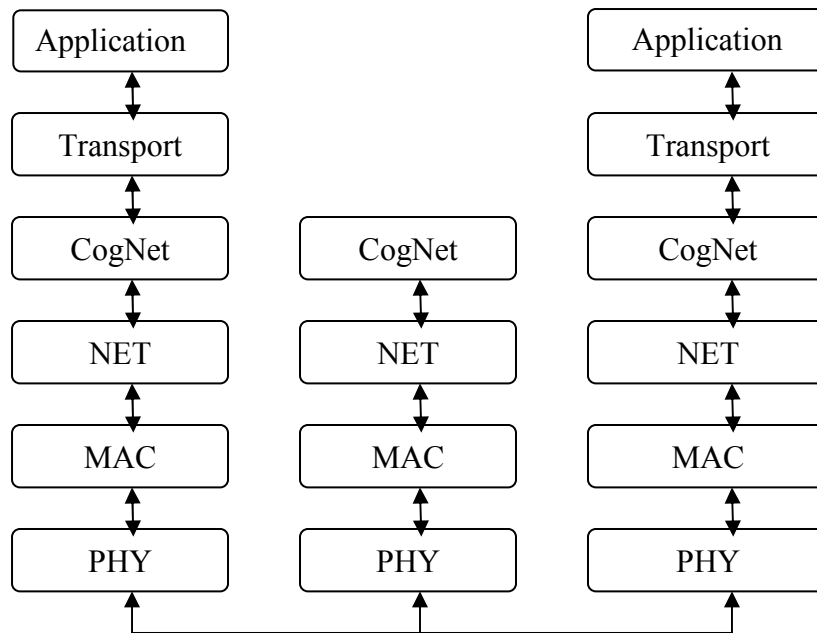 Application
Application
Transport
Transport
CogNet
CogNet
CogNet
NET
NET
NET
MAC
MAC
MAC
PHY
PHY
PHY